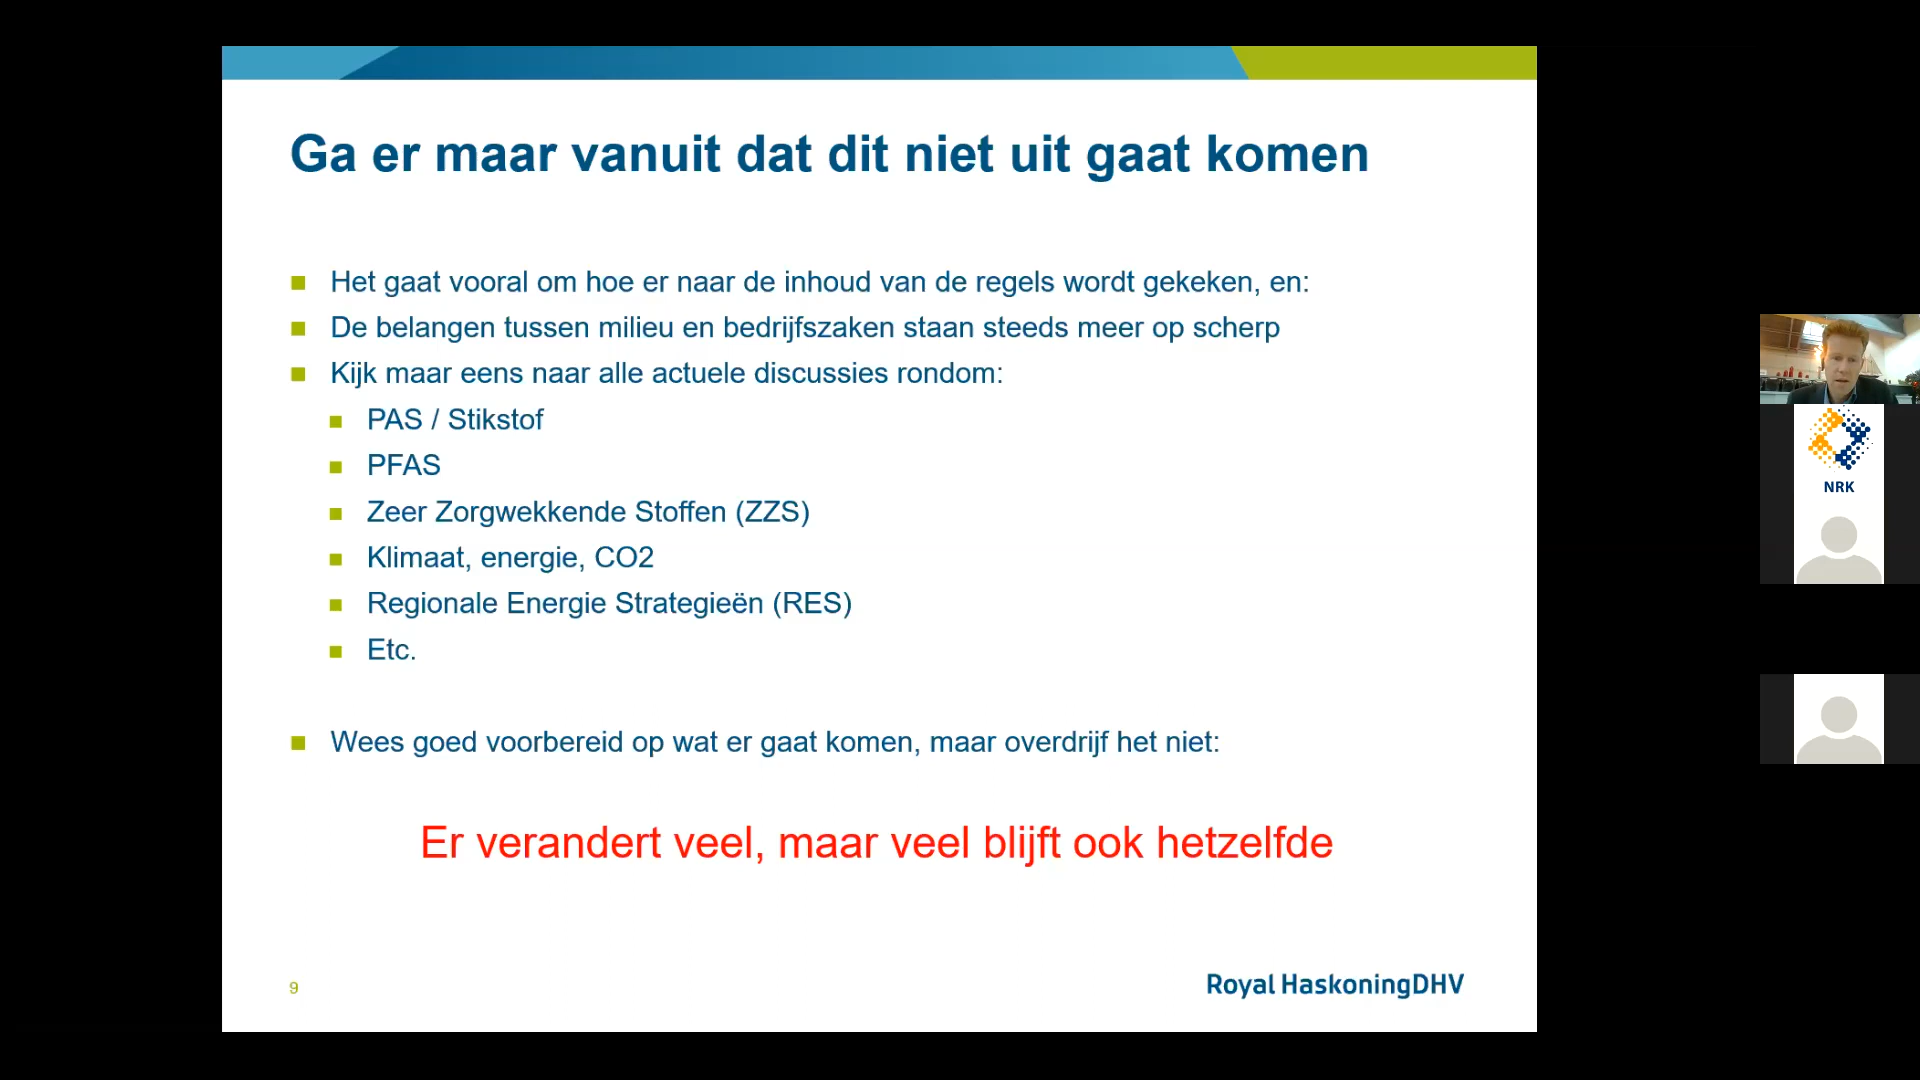 Ga er maar vanuit dat dit niet uit gaat komen
Het gaat vooral om hoe er naar de inhoud van de regels wordt gekeken, en:
De belangen tussen milieu en bedrijfszaken staan steeds meer op scherp
Kijk maar eens naar alle actuele discussies rondom:
PAS / Stikstof
PFAS
Zeer Zorgwekkende Stoffen (ZZS)
Klimaat, energie, CO2
Regionale Energie Strategieën (RES)
Etc.
Wees goed voorbereid op wat er gaat komen, maar overdrijf het niet:
Er verandert veel, maar veel blijft ook hetzelfde
9
Royal HaskoningDHV
NRK